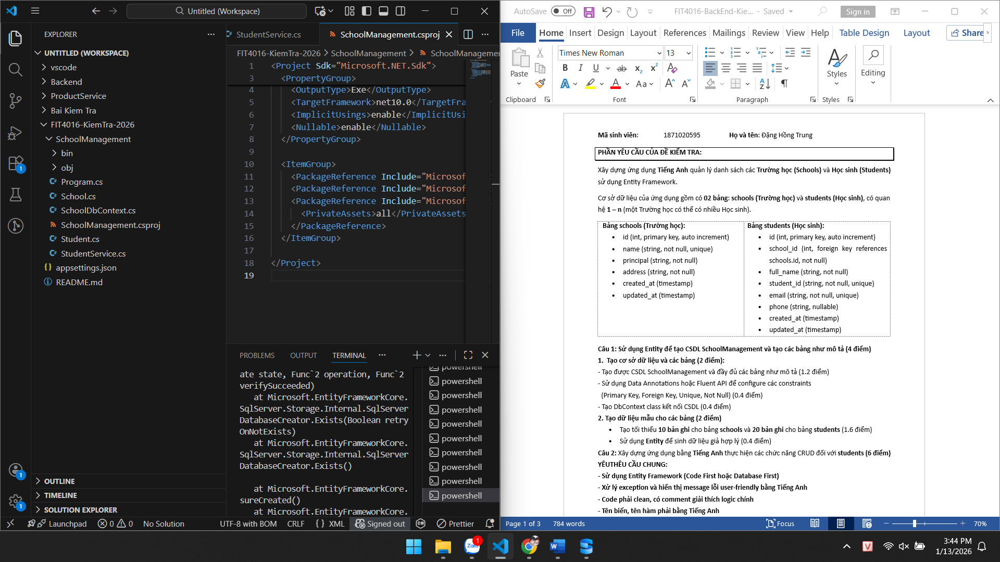 Untitled (Workspace)
EXPLORER
UNTITLED (WORKSPACE)
vscode
Backend
ProductService
Bai Kiem Tra
FIT4016-KiemTra-2026
SchoolManagement
bin
obj
Program.cs
School.cs
SchoolDbContext.cs
SchoolManagement.csproj
Student.cs
StudentService.cs
appsettings.json
README.md
OUTLINE
TIMELINE
SOLUTION EXPLORER
1
1
1
StudentService.cs
SchoolManagement.csproj
FIT4016-KiemTra-2026 > SchoolManagement >
1 <Project Sdk="Microsoft.NET.Sdk">
3 <PropertyGroup>
4 <OutputType>Exe</OutputType>
5 <TargetFramework>net10.0</TargetFra
6 <ImplicitUsings>enable</ImplicitUsi
7 <Nullable>enable</Nullable>
8 </PropertyGroup>
9
10 <ItemGroup>
11 <PackageReference Include="Microsof
12 <PackageReference Include="Microsof
13 <PackageReference Include="Microsof
14 <PrivateAssets>all</PrivateAssets
15 </PackageReference>
16 </ItemGroup>
17
18 </Project>
19
PROBLEMS OUTPUT TERMINAL
ate state, Func`2 operation, Func`2
verifySucceeded)
at Microsoft.EntityFrameworkCore.
SqlServer.Storage.Internal.SqlServer
DatabaseCreator.Exists(Boolean retry
OnNotExists)
at Microsoft.EntityFrameworkCore.
SqlServer.Storage.Internal.SqlServer
DatabaseCreator.Exists()
at Microsoft.EntityFrameworkCore.
sureCreated()
at Microsoft.EntityFrameworkCore.
powershell
powershell
powershell
powershell
powershell
powershell
powershell
powershell
powershell
powershell
Launchpad 0 0 No Solution UTF-8 with BOM CRLF {} XML Signed out Prettier
AutoSave Off FIT4016-BackEnd-Kie... - Saved Sign in
File Home Insert Design Layout References Mailings Review View Help Table Design Layout Share
Times New Roman 13
Paste
Styles
Editing
Clipboard Font Paragraph Styles
Mã sinh viên: 1871020595 Họ và tên: Đặng Hồng Trung
PHẦN YÊU CẦU CỦA ĐỀ KIỂM TRA:
Xây dựng ứng dụng Tiếng Anh quản lý danh sách các Trường học (Schools) và Học sinh (Students)
sử dụng Entity Framework.
Cơ sở dữ liệu của ứng dụng gồm có 02 bảng: schools (Trường học) và students (Học sinh), có quan
hệ 1 – n (một Trường học có thể có nhiều Học sinh).
Bảng schools (Trường học):
• id (int, primary key, auto increment)
• name (string, not null, unique)
• principal (string, not null)
• address (string, not null)
• created_at (timestamp)
• updated_at (timestamp)
Bảng students (Học sinh):
• id (int, primary key, auto increment)
• school_id (int, foreign key references
schools.id, not null)
• full_name (string, not null)
• student_id (string, not null, unique)
• email (string, not null, unique)
• phone (string, nullable)
• created_at (timestamp)
• updated_at (timestamp)
Câu 1: Sử dụng Entity để tạo CSDL SchoolManagement và tạo các bảng như mô tả (4 điểm)
1. Tạo cơ sở dữ liệu và các bảng (2 điểm):
- Tạo được CSDL SchoolManagement và đầy đủ các bảng như mô tả (1.2 điểm)
- Sử dụng Data Annotations hoặc Fluent API để configure các constraints
(Primary Key, Foreign Key, Unique, Not Null) (0.4 điểm)
- Tạo DbContext class kết nối CSDL (0.4 điểm)
2. Tạo dữ liệu mẫu cho các bảng (2 điểm)
• Tạo tối thiểu 10 bản ghi cho bảng schools và 20 bản ghi cho bảng students (1.6 điểm)
• Sử dụng Entity để sinh dữ liệu giả hợp lý (0.4 điểm)
Câu 2: Xây dựng ứng dụng bằng Tiếng Anh thực hiện các chức năng CRUD đối với students (6 điểm)
YÊUTHÊU CẦU CHUNG:
- Sử dụng Entity Framework (Code First hoặc Database First)
- Xử lý exception và hiển thị message lỗi user-friendly bằng Tiếng Anh
- Code phải clean, có comment giải thích logic chính
- Tên biến, tên hàm phải bằng Tiếng Anh
Page 1 of 3 784 words Focus 70%
Zalo
1
3:44 PM
1/13/2026